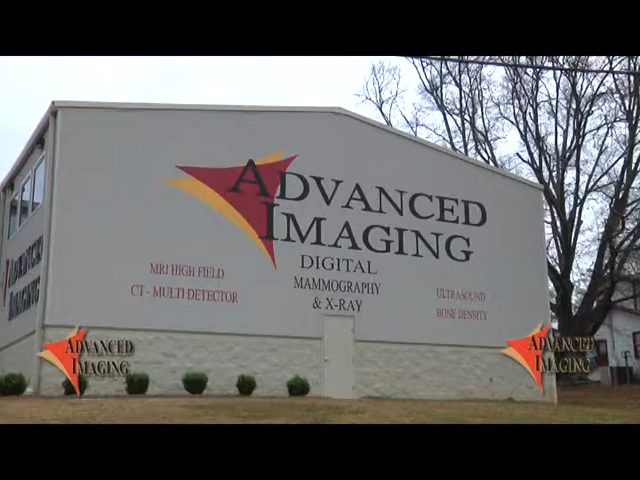 ADVANCED
IMAGING
DIGITAL
MAMMOGRAPHY
& X-RAY
MRI HIGH FIELD
CT - MULTI DETECTOR
ULTRASOUND
BONE DENSITY
ADVANCED
IMAGING
ADVANCED
IMAGING